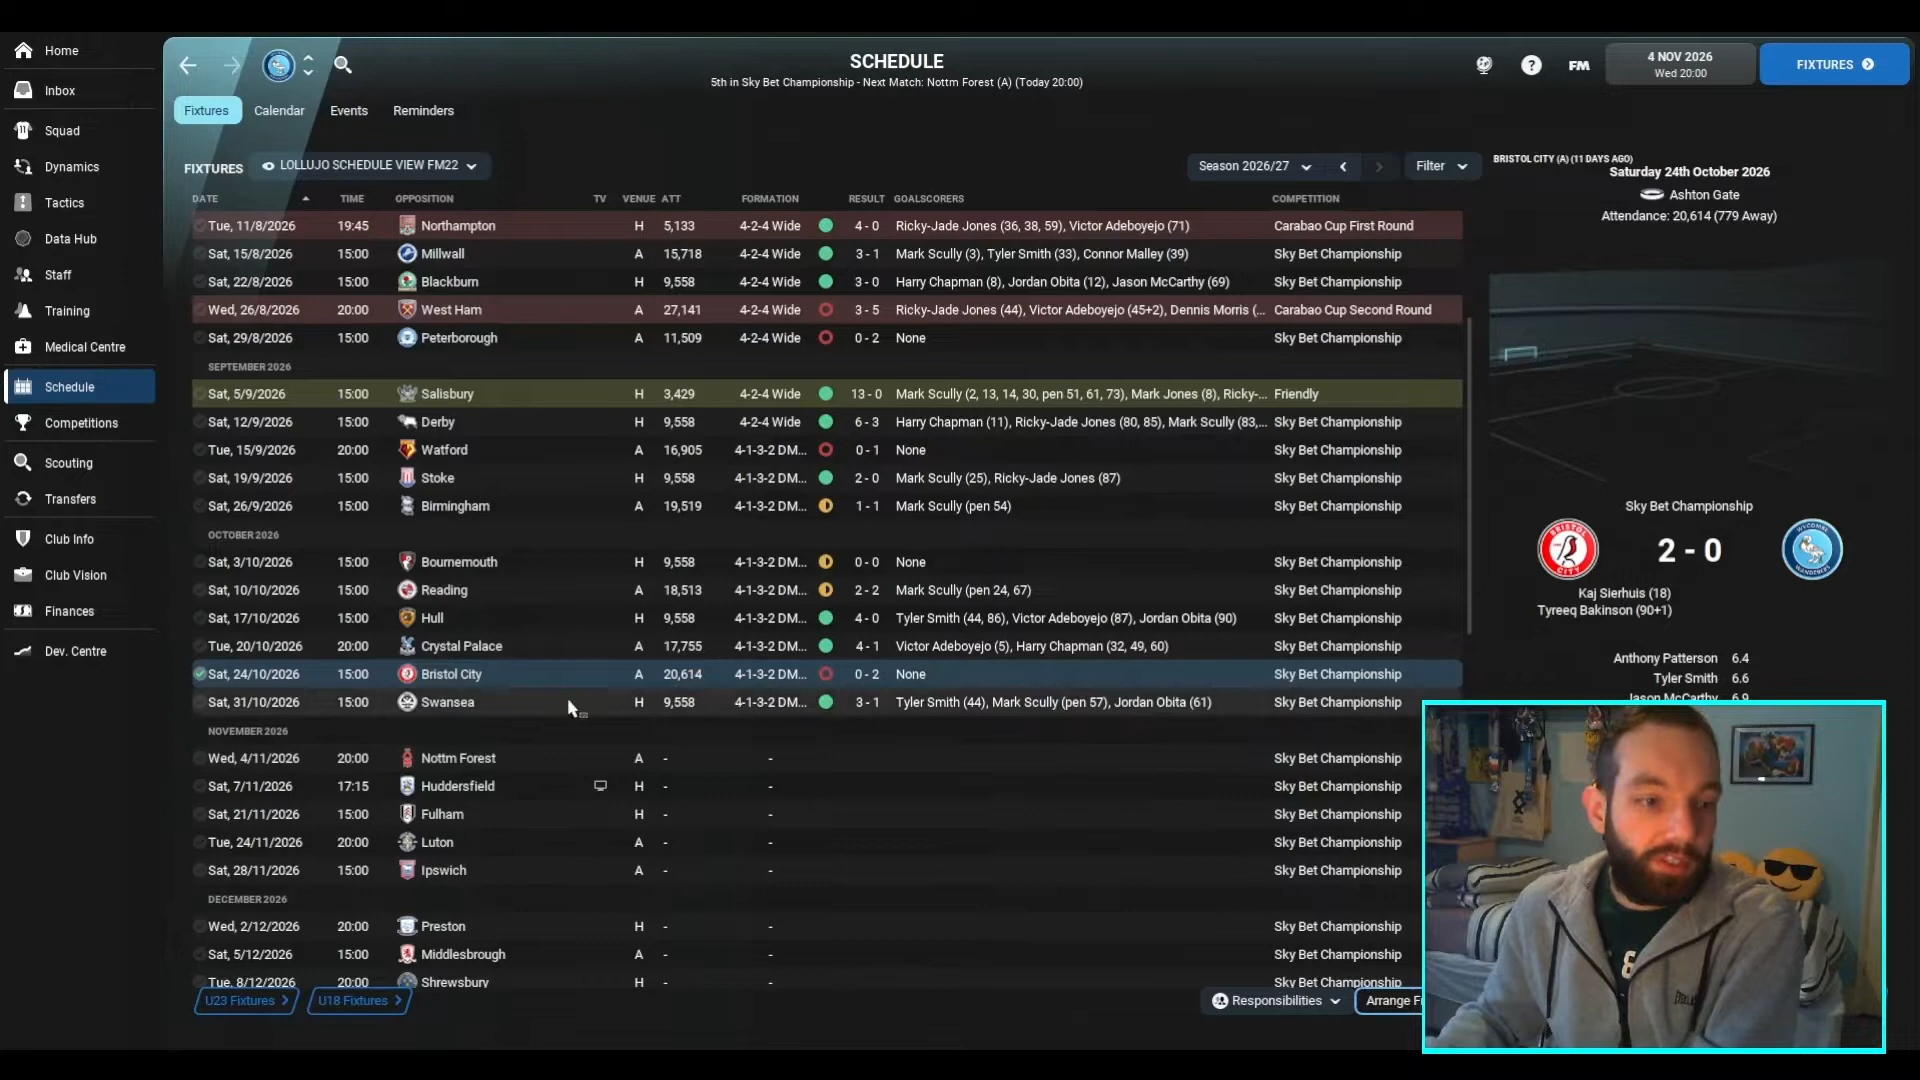 Home
Inbox
Squad
Dynamics
Tactics
Data Hub
Staff
Training
Medical Centre
Schedule
Competitions
Scouting
Transfers
Club Info
Club Vision
Finances
Dev. Centre
SCHEDULE
5th in Sky Bet Championship - Next Match: Nottm Forest (A) (Today 20:00)
FM
4 NOV 2026
Wed 20:00
FIXTURES
Fixtures Calendar Events Reminders
FIXTURES LOLLUJO SCHEDULE VIEW FM22 Season 2026/27 Filter
DATE TIME OPPOSITION TV VENUE ATT FORMATION RESULT GOALSCORERS COMPETITION
Tue, 11/8/2026 19:45 Northampton H 5,133 4-2-4 Wide 4 - 0 Ricky-Jade Jones (36, 38, 59), Victor Adeboyejo (71) Carabao Cup First Round
Sat, 15/8/2026 15:00 Millwall A 15,718 4-2-4 Wide 3 - 1 Mark Scully (3), Tyler Smith (33), Connor Malley (39) Sky Bet Championship
Sat, 22/8/2026 15:00 Blackburn H 9,558 4-2-4 Wide 3 - 0 Harry Chapman (8), Jordan Obita (12), Jason McCarthy (69) Sky Bet Championship
Wed, 26/8/2026 20:00 West Ham A 27,141 4-2-4 Wide 3 - 5 Ricky-Jade Jones (44), Victor Adeboyejo (45+2), Dennis Morris (... Carabao Cup Second Round
Sat, 29/8/2026 15:00 Peterborough A 11,509 4-2-4 Wide 0 - 2 None Sky Bet Championship
SEPTEMBER 2026
Sat, 5/9/2026 15:00 Salisbury H 3,429 4-2-4 Wide 13 - 0 Mark Scully (2, 13, 14, 30, pen 51, 61, 73), Mark Jones (8), Ricky-... Friendly
Sat, 12/9/2026 15:00 Derby H 9,558 4-2-4 Wide 6 - 3 Harry Chapman (11), Ricky-Jade Jones (80, 85), Mark Scully (83,... Sky Bet Championship
Tue, 15/9/2026 20:00 Watford A 16,905 4-1-3-2 DM... 0 - 1 None Sky Bet Championship
Sat, 19/9/2026 15:00 Stoke H 9,558 4-1-3-2 DM... 2 - 0 Mark Scully (25), Ricky-Jade Jones (87) Sky Bet Championship
Sat, 26/9/2026 15:00 Birmingham A 19,519 4-1-3-2 DM... 1 - 1 Mark Scully (pen 54) Sky Bet Championship
OCTOBER 2026
Sat, 3/10/2026 15:00 Bournemouth H 9,558 4-1-3-2 DM... 0 - 0 None Sky Bet Championship
Sat, 10/10/2026 15:00 Reading A 18,513 4-1-3-2 DM... 2 - 2 Mark Scully (pen 24, 67) Sky Bet Championship
Sat, 17/10/2026 15:00 Hull H 9,558 4-1-3-2 DM... 4 - 0 Tyler Smith (44, 86), Victor Adeboyejo (87), Jordan Obita (90) Sky Bet Championship
Tue, 20/10/2026 20:00 Crystal Palace A 17,755 4-1-3-2 DM... 4 - 1 Victor Adeboyejo (5), Harry Chapman (32, 49, 60) Sky Bet Championship
Sat, 24/10/2026 15:00 Bristol City A 20,614 4-1-3-2 DM... 0 - 2 None Sky Bet Championship
Sat, 31/10/2026 15:00 Swansea H 9,558 4-1-3-2 DM... 3 - 1 Tyler Smith (44), Mark Scully (pen 57), Jordan Obita (61) Sky Bet Championship
NOVEMBER 2026
Wed, 4/11/2026 20:00 Nottm Forest A - - Sky Bet Championship
Sat, 7/11/2026 17:15 Huddersfield H - - Sky Bet Championship
Sat, 21/11/2026 15:00 Fulham H - - Sky Bet Championship
Tue, 24/11/2026 20:00 Luton A - - Sky Bet Championship
Sat, 28/11/2026 15:00 Ipswich A - - Sky Bet Championship
DECEMBER 2026
Wed, 2/12/2026 20:00 Preston H - - Sky Bet Championship
Sat, 5/12/2026 15:00 Middlesbrough A - - Sky Bet Championship
Tue, 8/12/2026 20:00 Shrewsbury H - - Sky Bet Championship
U23 Fixtures U18 Fixtures Responsibilities Arrange F
BRISTOL CITY (A) (11 DAYS AGO)
Saturday 24th October 2026
Ashton Gate
Attendance: 20,614 (779 Away)
Sky Bet Championship
BRISTOL CITY 2 - 0 WYCOMBE WANDERERS
Kaj Sierhuis (18)
Tyreeq Bakinson (90+1)
Anthony Patterson 6.4
Tyler Smith 6.6
Jason McCarthy 6.9